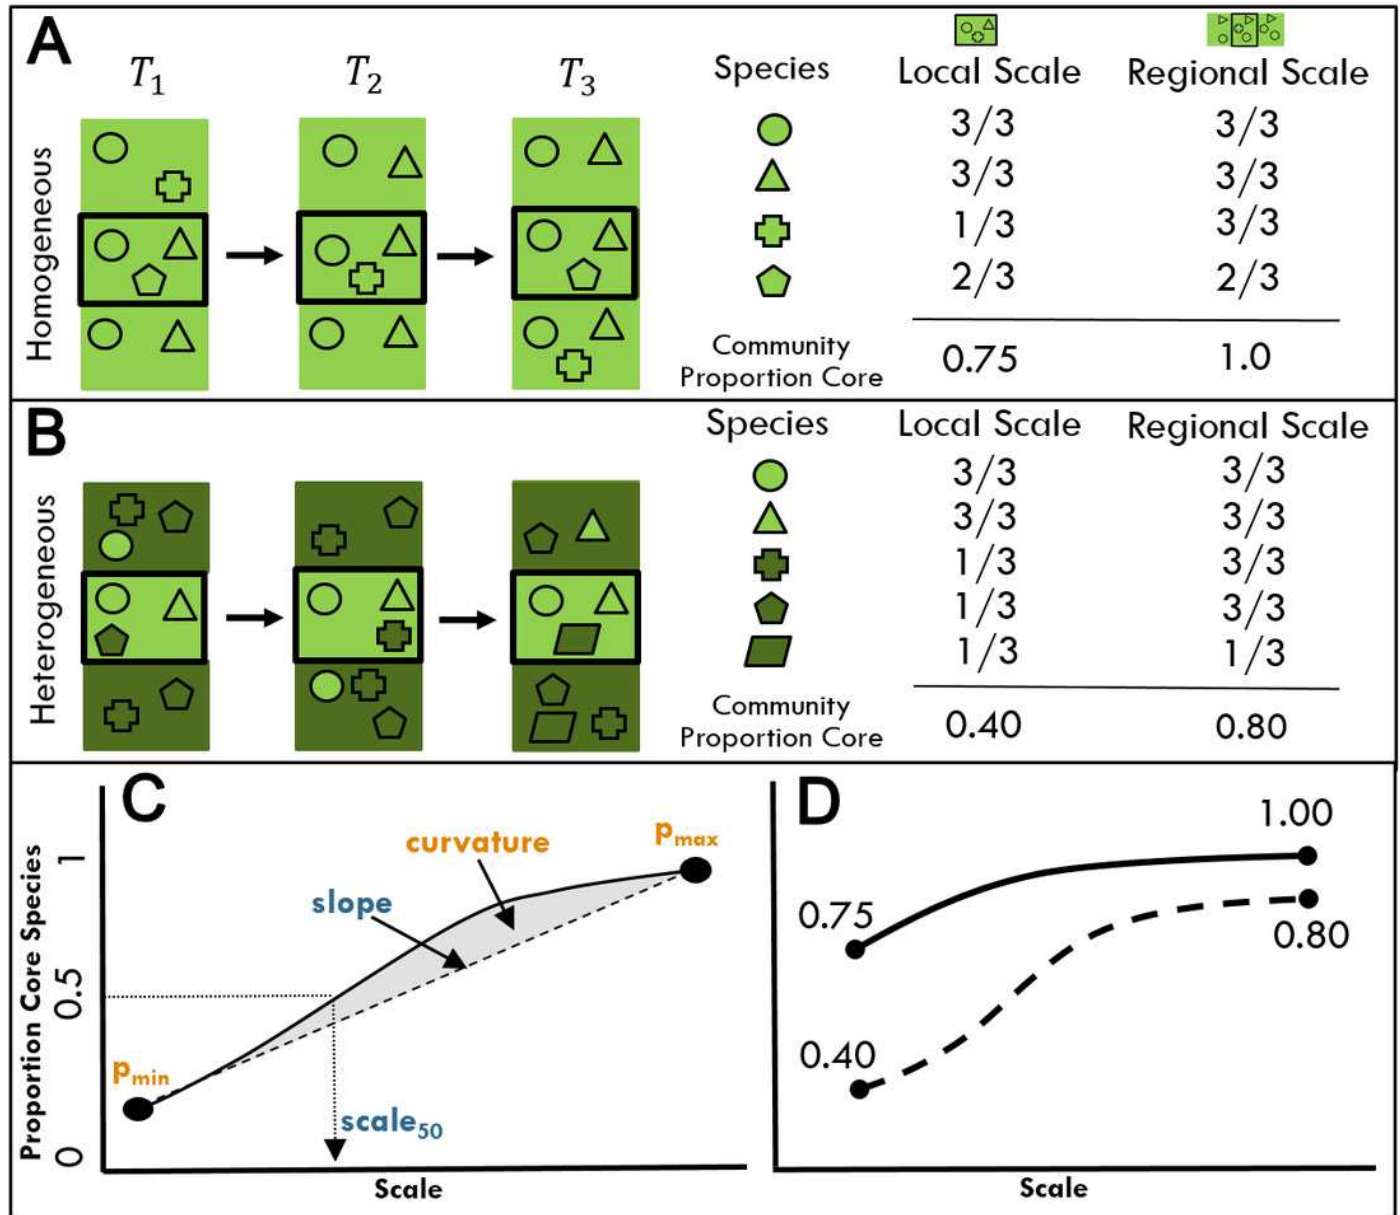 A
T₁
T₂
T₃
Homogeneous
Species
Local Scale
Regional Scale
3/3
3/3
3/3
3/3
1/3
3/3
2/3
2/3
Community
Proportion Core
0.75
1.0
B
Heterogeneous
Species
Local Scale
Regional Scale
3/3
3/3
3/3
3/3
1/3
3/3
1/3
3/3
1/3
1/3
Community
Proportion Core
0.40
0.80
C
Proportion Core Species
1
0.5
0
curvature
pmax
slope
pmin
scale50
Scale
D
1.00
0.75
0.80
0.40
Scale